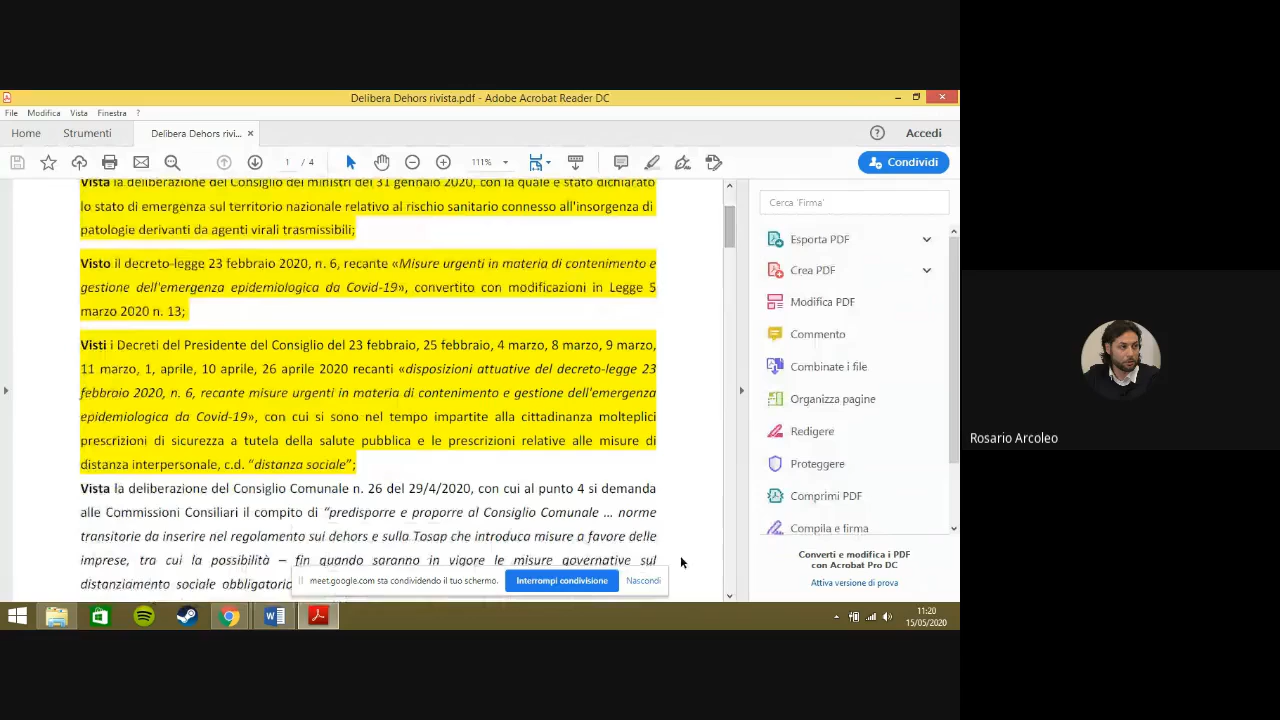 Delibera Dehors rivista.pdf - Adobe Acrobat Reader DC
File Modifica Vista Finestra ?
Home Strumenti Delibera Dehors rivi... × Accedi
1 / 4 111% Condividi
Vista la deliberazione del Consiglio dei ministri del 31 gennaio 2020, con la quale è stato dichiarato
lo stato di emergenza sul territorio nazionale relativo al rischio sanitario connesso all'insorgenza di
patologie derivanti da agenti virali trasmissibili;
Visto il decreto-legge 23 febbraio 2020, n. 6, recante «Misure urgenti in materia di contenimento e
gestione dell'emergenza epidemiologica da Covid-19», convertito con modificazioni in Legge 5
marzo 2020 n. 13;
Visti i Decreti del Presidente del Consiglio del 23 febbraio, 25 febbraio, 4 marzo, 8 marzo, 9 marzo,
11 marzo, 1, aprile, 10 aprile, 26 aprile 2020 recanti «disposizioni attuative del decreto-legge 23
febbraio 2020, n. 6, recante misure urgenti in materia di contenimento e gestione dell'emergenza
epidemiologica da Covid-19», con cui si sono nel tempo impartite alla cittadinanza molteplici
prescrizioni di sicurezza a tutela della salute pubblica e le prescrizioni relative alle misure di
distanza interpersonale, c.d. “distanza sociale”;
Vista la deliberazione del Consiglio Comunale n. 26 del 29/4/2020, con cui al punto 4 si demanda
alle Commissioni Consiliari il compito di “predisporre e proporre al Consiglio Comunale ... norme
transitorie da inserire nel regolamento sui dehors e sulla Tosap che introduca misure a favore delle
imprese, tra cui la possibilità – fin quando saranno in vigore le misure governative sul
distanziamento sociale obbligatorio
meet.google.com sta condividendo il tuo schermo. Interrompi condivisione Nascondi
Cerca 'Firma'
Esporta PDF
Crea PDF
Modifica PDF
Commento
Combinate i file
Organizza pagine
Redigere
Proteggere
Comprimi PDF
Compila e firma
Converti e modifica i PDF
con Acrobat Pro DC
Attiva versione di prova
11:20
15/05/2020
Rosario Arcoleo